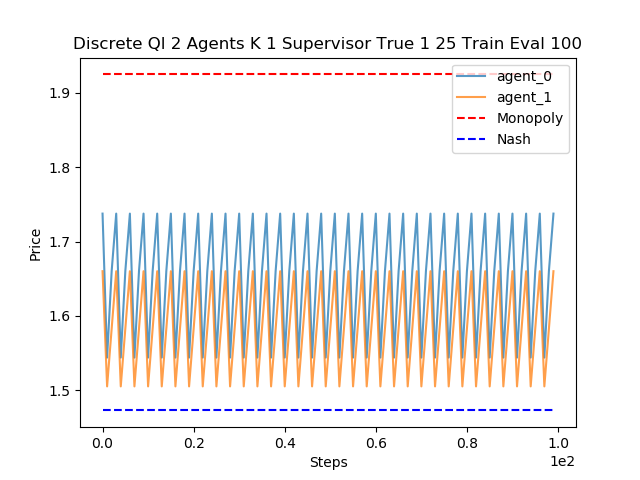 Discrete Ql 2 Agents K 1 Supervisor True 1 25 Train Eval 100
agent_0
agent_1
Monopoly
Nash
Price
1.9
1.8
1.7
1.6
1.5
0.0 0.2 0.4 0.6 0.8 1.0
1e2
Steps